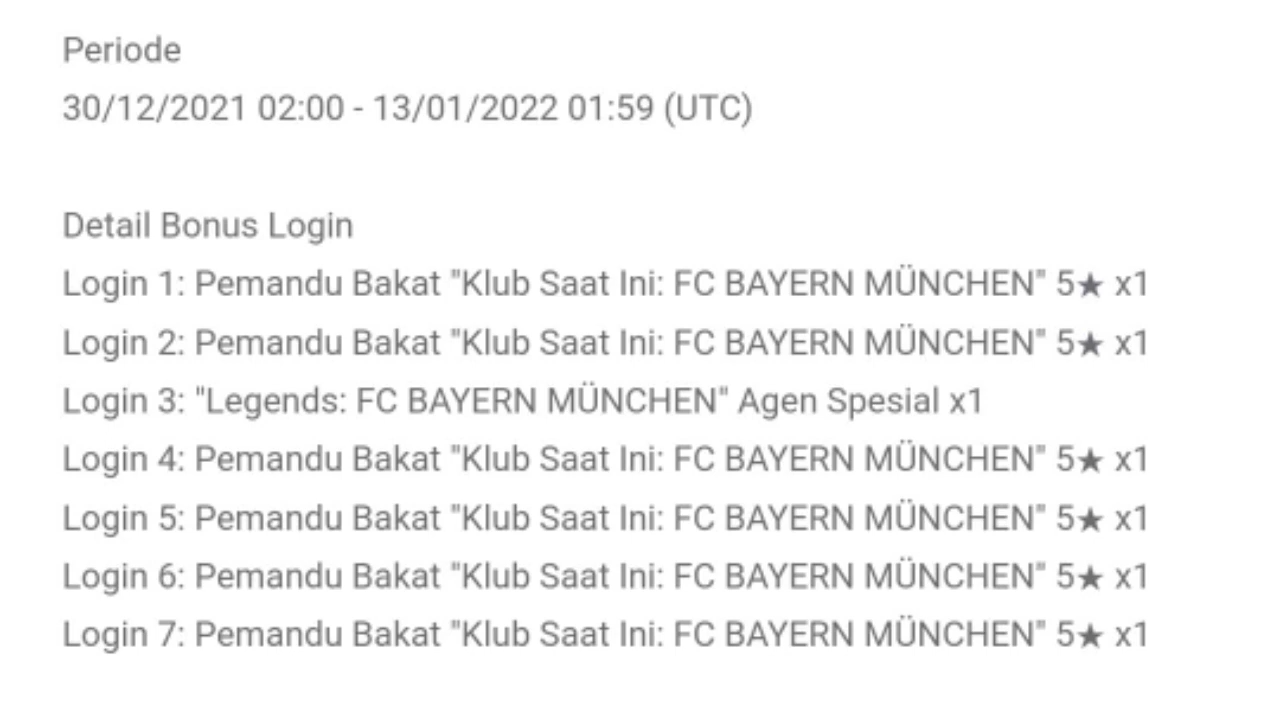 Periode
30/12/2021 02:00 - 13/01/2022 01:59 (UTC)
Detail Bonus Login
Login 1: Pemandu Bakat "Klub Saat Ini: FC BAYERN MÜNCHEN" 5★ x1
Login 2: Pemandu Bakat "Klub Saat Ini: FC BAYERN MÜNCHEN" 5★ x1
Login 3: "Legends: FC BAYERN MÜNCHEN" Agen Spesial x1
Login 4: Pemandu Bakat "Klub Saat Ini: FC BAYERN MÜNCHEN" 5★ x1
Login 5: Pemandu Bakat "Klub Saat Ini: FC BAYERN MÜNCHEN" 5★ x1
Login 6: Pemandu Bakat "Klub Saat Ini: FC BAYERN MÜNCHEN" 5★ x1
Login 7: Pemandu Bakat "Klub Saat Ini: FC BAYERN MÜNCHEN" 5★ x1